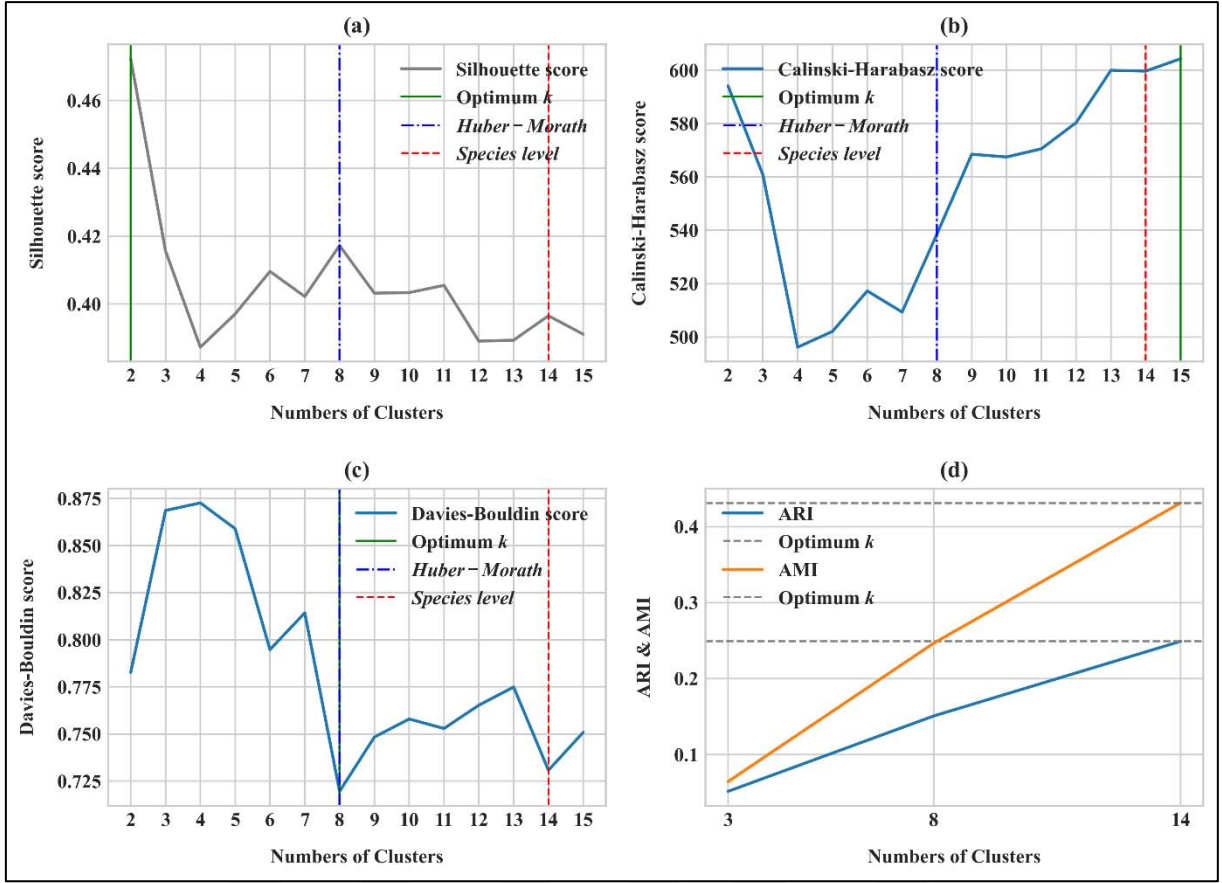 (a)
Silhouette score
0.46
0.44
0.42
0.40
Silhouette score
Optimum k
Huber − Morath
Species level
2 3 4 5 6 7 8 9 10 11 12 13 14 15
Numbers of Clusters
(b)
Calinski-Harabasz score
600
580
560
540
520
500
Calinski-Harabasz score
Optimum k
Huber − Morath
Species level
2 3 4 5 6 7 8 9 10 11 12 13 14 15
Numbers of Clusters
(c)
Davies-Bouldin score
0.875
0.850
0.825
0.800
0.775
0.750
0.725
Davies-Bouldin score
Optimum k
Huber − Morath
Species level
2 3 4 5 6 7 8 9 10 11 12 13 14 15
Numbers of Clusters
(d)
ARI & AMI
0.4
0.3
0.2
0.1
ARI
Optimum k
AMI
Optimum k
3 8 14
Numbers of Clusters